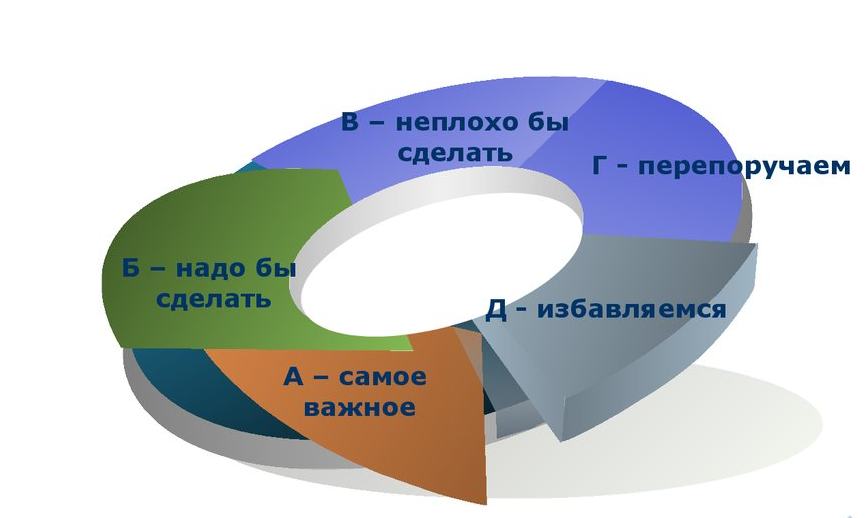 В – неплохо бы
сделать
Г - перепоручаем
Б – надо бы
сделать
Д - избавляемся
А – самое
важное